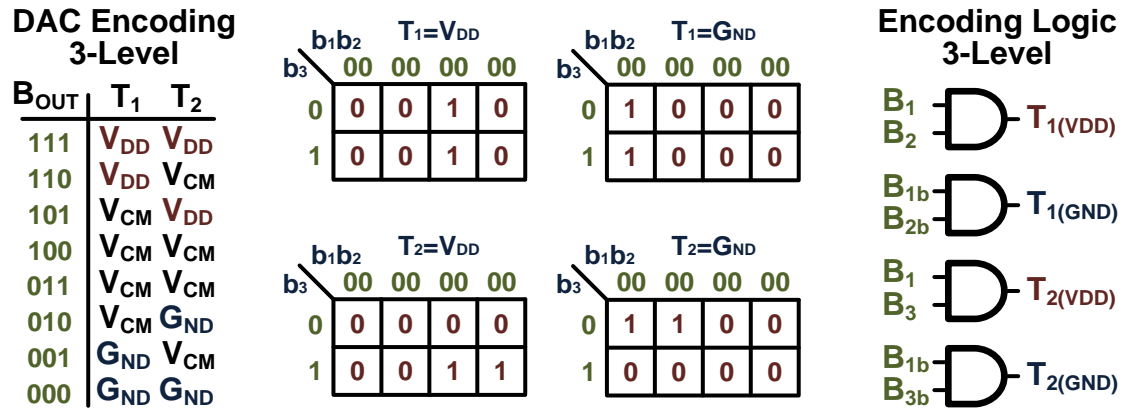 DAC Encoding
3-Level
BOUT T1 T2
111 VDD VDD
110 VDD VCM
101 VCM VDD
100 VCM VCM
011 VCM VCM
010 VCM GND
001 GND VCM
000 GND GND
b1b2 T1=VDD
b3 00 00 00 00
0 0 0 1 0
1 0 0 1 0
b1b2 T1=GND
b3 00 00 00 00
0 1 0 0 0
1 1 0 0 0
b1b2 T2=VDD
b3 00 00 00 00
0 0 0 0 0
1 0 0 1 1
b1b2 T2=GND
b3 00 00 00 00
0 1 1 0 0
1 0 0 0 0
Encoding Logic
3-Level
B1
B2
T1(VDD)
B1b
B2b
T1(GND)
B1
B3
T2(VDD)
B1b
B3b
T2(GND)